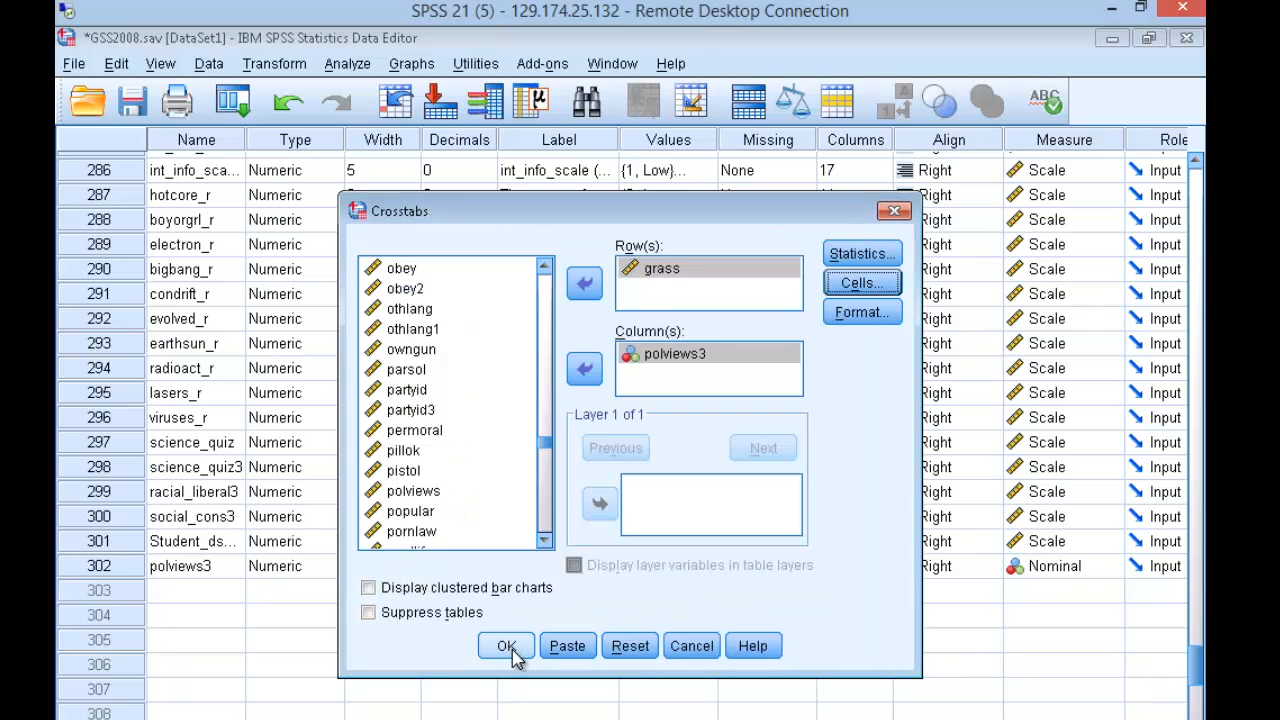 SPSS 21 (5) - 129.174.25.132 - Remote Desktop Connection
*GSS2008.sav [DataSet1] - IBM SPSS Statistics Data Editor
File Edit View Data Transform Analyze Graphs Utilities Add-ons Window Help
Name Type Width Decimals Label Values Missing Columns Align Measure Role
286 int_info_sca... Numeric 5 0 int_info_scale (... {1, Low}... None 17 Right Scale Input
287 hotcore_r Numeric Right Scale Input
288 boyorgrl_r Numeric Right Scale Input
289 electron_r Numeric Right Scale Input
290 bigbang_r Numeric Right Scale Input
291 condrift_r Numeric Right Scale Input
292 evolved_r Numeric Right Scale Input
293 earthsun_r Numeric Right Scale Input
294 radioact_r Numeric Right Scale Input
295 lasers_r Numeric Right Scale Input
296 viruses_r Numeric Right Scale Input
297 science_quiz Numeric Right Scale Input
298 science_quiz3 Numeric Right Scale Input
299 racial_liberal3 Numeric Right Scale Input
300 social_cons3 Numeric Right Scale Input
301 Student_ds... Numeric Right Scale Input
302 polviews3 Numeric Right Nominal Input
303
304
305
306
307
308
Crosstabs
obey
obey2
othlang
othlang1
owngun
parsol
partyid
partyid3
permoral
pillok
pistol
polviews
popular
pornlaw
Row(s):
grass
Column(s):
polviews3
Layer 1 of 1
Previous Next
Display layer variables in table layers
Statistics...
Cells...
Format...
Display clustered bar charts
Suppress tables
OK Paste Reset Cancel Help
ABC